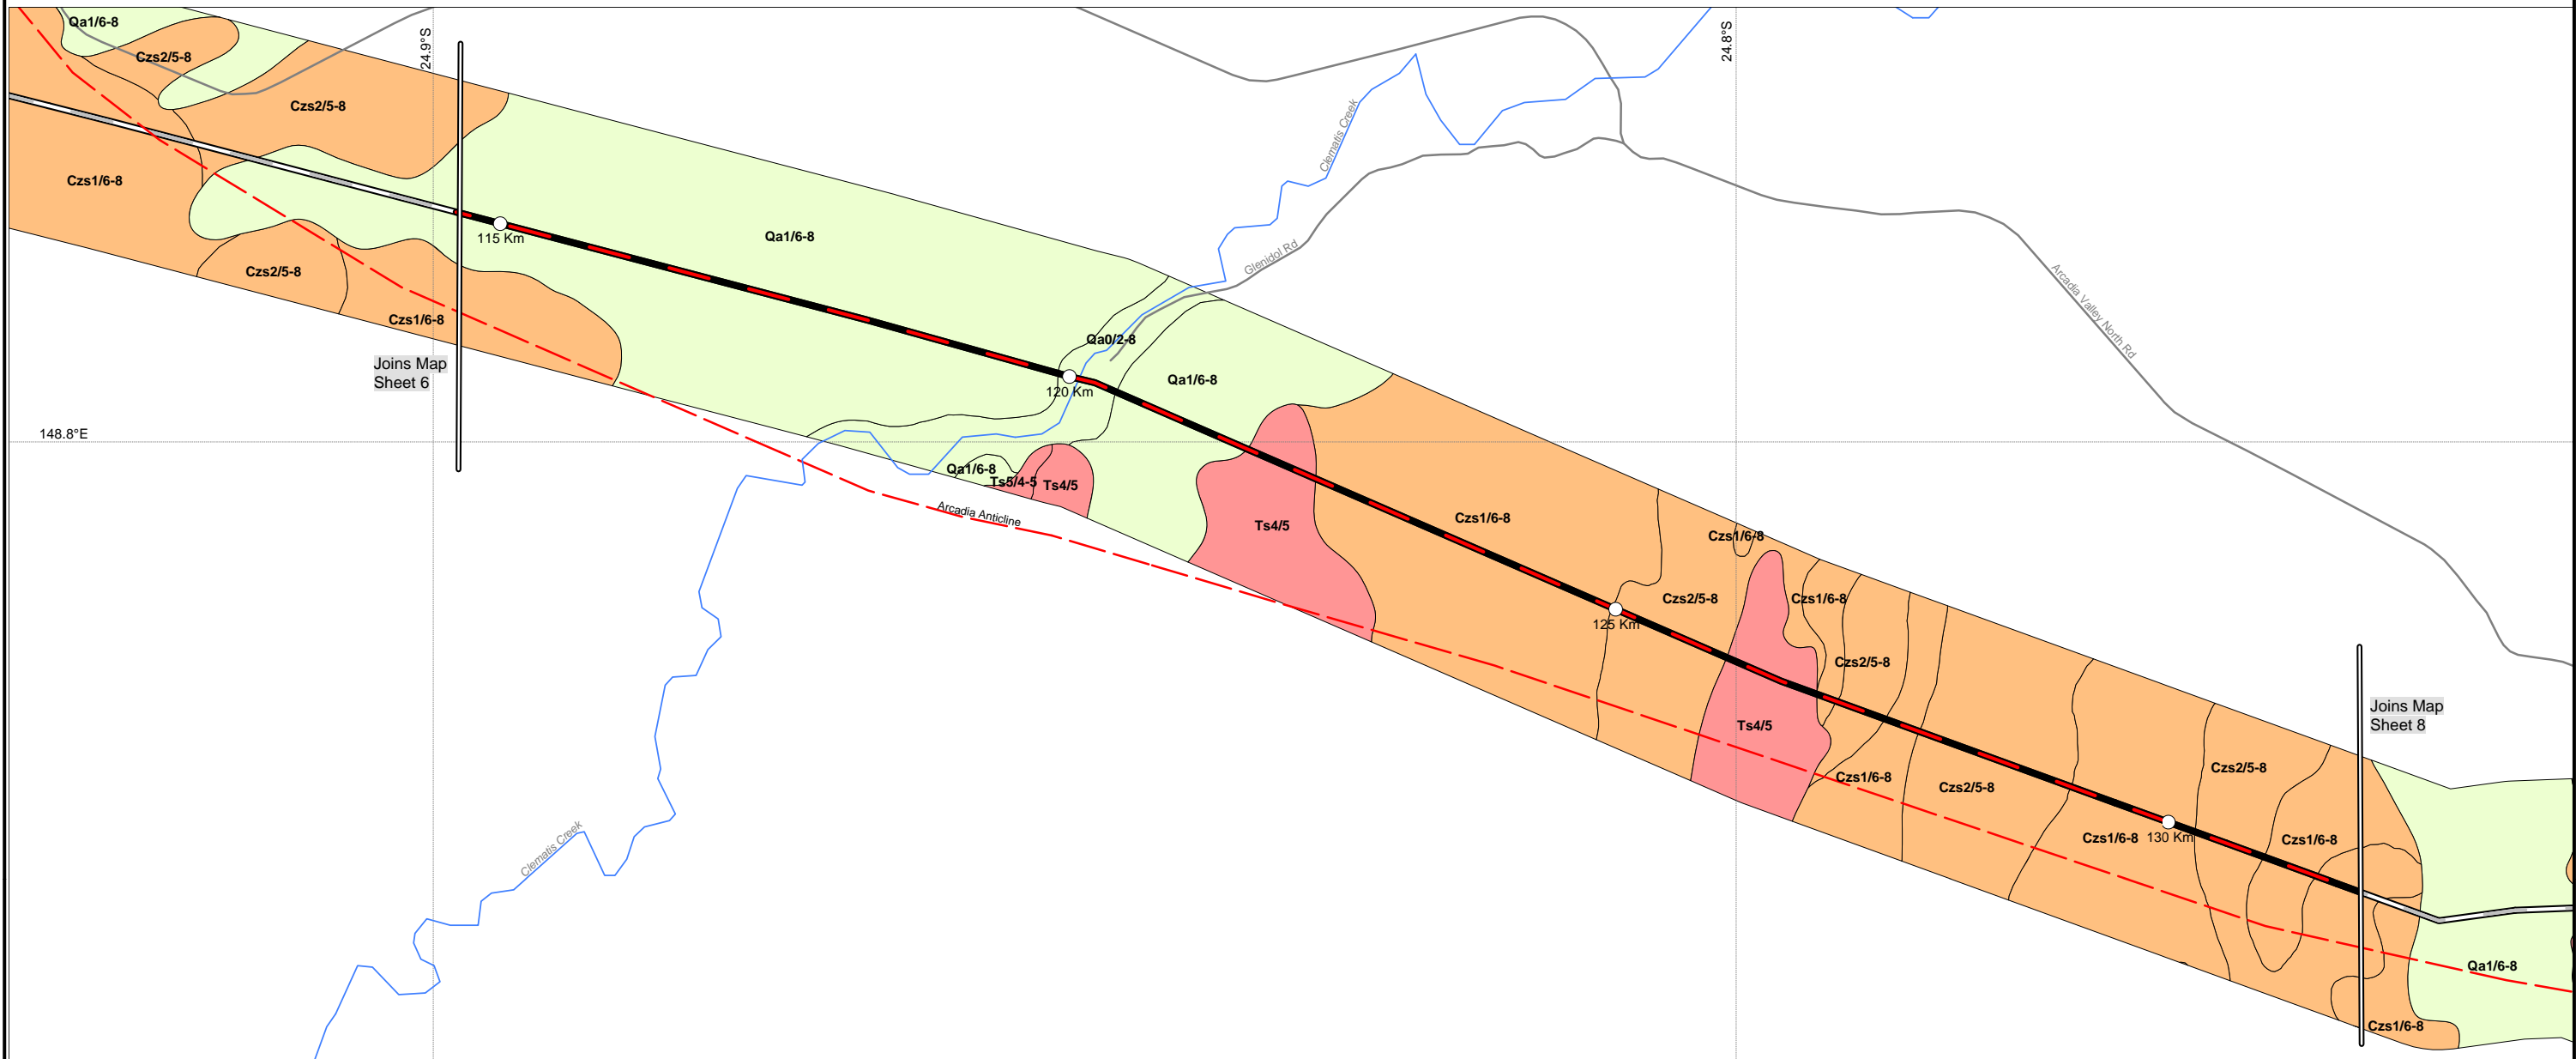 Qa1/6-8
24.9°S
24.8°S
Czs2/5-8
Czs2/5-8
Clematis Creek
Czs1/6-8
115 Km
Qa1/6-8
Glenidol Rd
Czs2/5-8
Arcadia Valley North Rd
Czs1/6-8
Qa0/2-8
Joins Map
Sheet 6
120 Km
Qa1/6-8
148.8°E
Qa1/6-8
Ts5/4-5
Ts4/5
Arcadia Anticline
Ts4/5
Czs1/6-8
Czs1/6-8
Czs2/5-8
Czs1/6-8
125 Km
Czs2/5-8
Joins Map
Sheet 8
Ts4/5
Czs2/5-8
Czs1/6-8
Czs2/5-8
Czs1/6-8
130 Km
Czs1/6-8
Clematis Creek
Qa1/6-8
Czs1/6-8